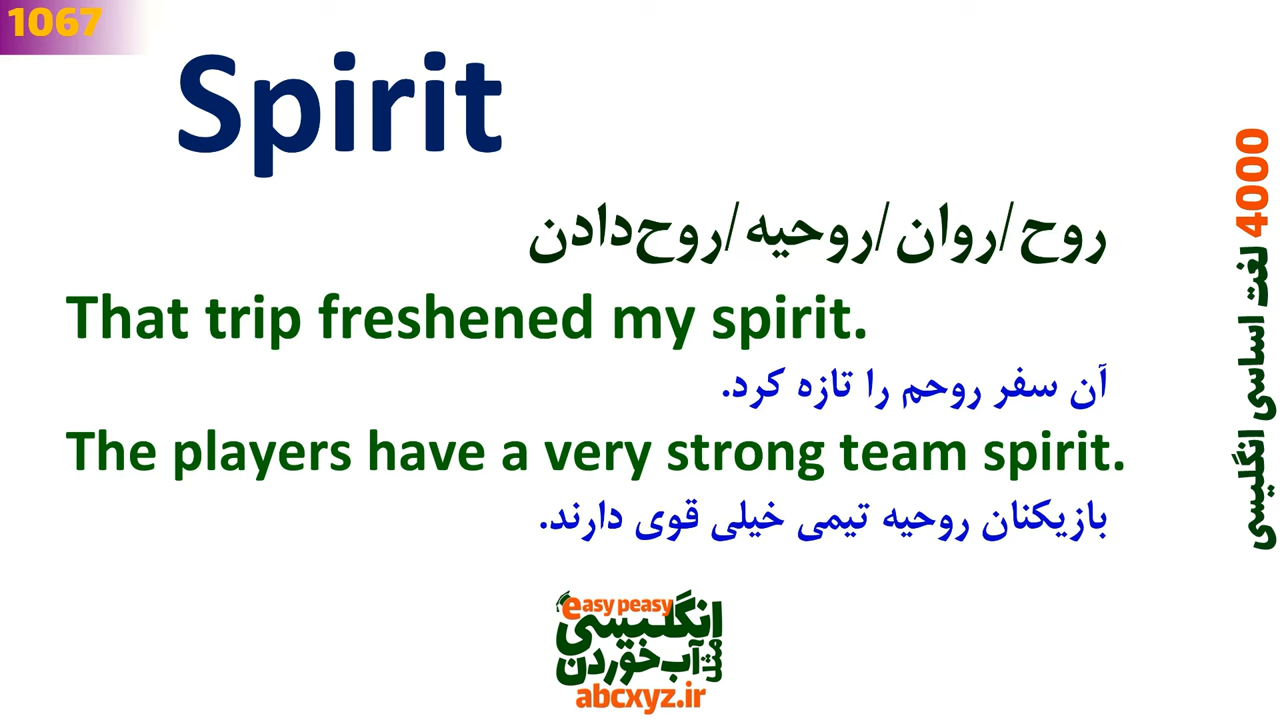 1067
Spirit
روح/روان/روحیه/روح‌دادن
That trip freshened my spirit.
آن سفر روحم را تازه کرد.
The players have a very strong team spirit.
بازیکنان روحیه تیمی خیلی قوی دارند.
4000 لغت اساسی انگلیسی
easy peasy
انگلیسی
مثل آب خوردن
abcxyz.ir